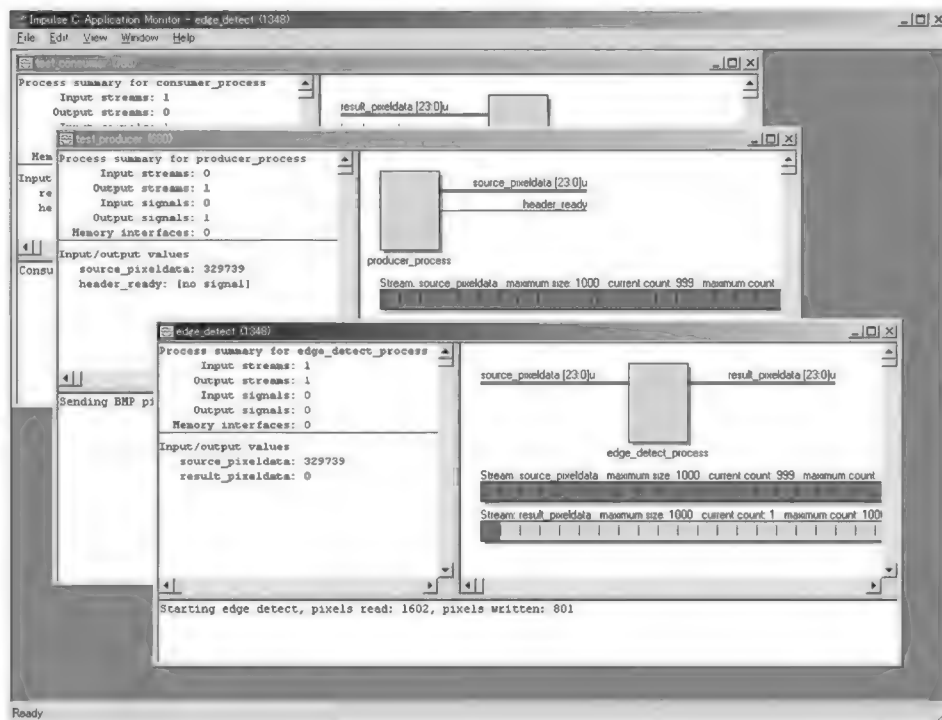 Impulse C Application Monitor - edge_detect (1348)
File Edit View Window Help
test_consumer
Process summary for consumer_process
Input streams: 1
Output streams: 0
result_pixeldata [23:0]u
test_producer
Mem
Input
re
he
Consu
Process summary for producer_process
Input streams: 0
Output streams: 1
Input signals: 0
Output signals: 1
Memory interfaces: 0
Input/output values
source_pixeldata: 329739
header_ready: [no signal]
Sending BMP pi
source_pixeldata [23:0]u
header_ready
producer_process
Stream: source_pixeldata maximum size: 1000 current count: 999 maximum count
edge_detect (1348)
Process summary for edge_detect_process
Input streams: 1
Output streams: 1
Input signals: 0
Output signals: 0
Memory interfaces: 0
Input/output values
source_pixeldata: 329739
result_pixeldata: 0
source_pixeldata [23:0]u result_pixeldata [23:0]u
edge_detect_process
Stream: source_pixeldata maximum size: 1000 current count: 999 maximum count
Stream: result_pixeldata maximum size: 1000 current count: 1 maximum count: 100
Starting edge detect, pixels read: 1602, pixels written: 801
Ready